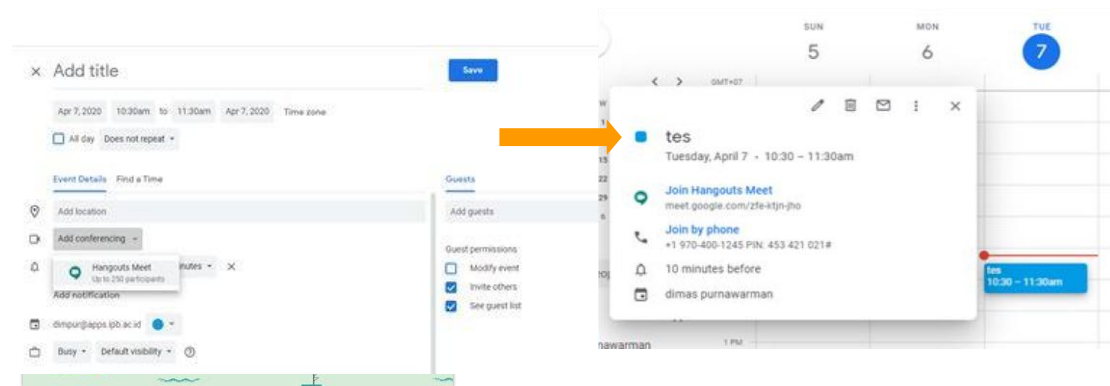 × Add title
Save
Apr 7, 2020 10:30am to 11:30am Apr 7, 2020 Time zone
All day Does not repeat
Event Details Find a Time
Add location
Add conferencing
Hangouts Meet
Up to 250 participants
nutes ×
Add notification
dimpur@apps.ipb.ac.id
Busy Default visibility
Guests
Add guests
Guest permissions
Modify event
Invite others
See guest list
SUN MON TUE
5 6 7
GMT+07
W
1
15
22
29
6
tes
Tuesday, April 7 · 10:30 – 11:30am
Join Hangouts Meet
meet.google.com/zfe-ktjn-jho
Join by phone
+1 970-400-1245 PIN: 453 421 021#
10 minutes before
dimas purnawarman
tes
10:30 – 11:30am
nawarman
1 PM